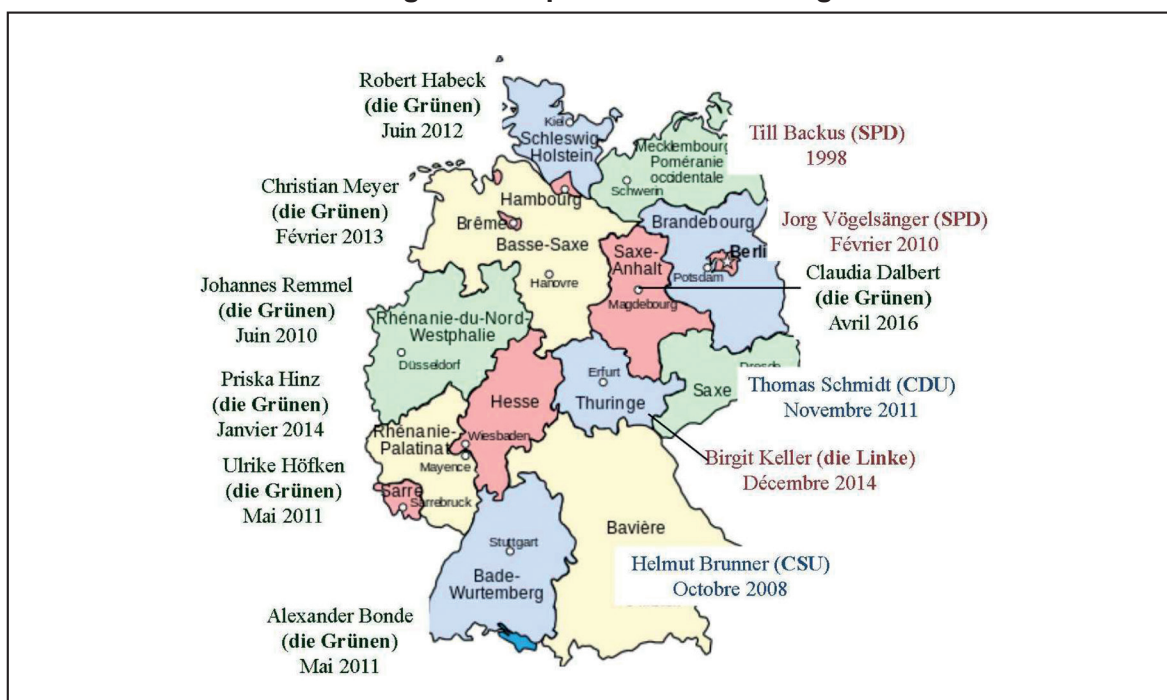 Robert Habeck
(die Grünen)
Juin 2012
Till Backus (SPD)
1998
Christian Meyer
(die Grünen)
Février 2013
Jorg Vögelsänger (SPD)
Février 2010
Claudia Dalbert
(die Grünen)
Avril 2016
Johannes Remmel
(die Grünen)
Juin 2010
Thomas Schmidt (CDU)
Novembre 2011
Priska Hinz
(die Grünen)
Janvier 2014
Birgit Keller (die Linke)
Décembre 2014
Ulrike Höfken
(die Grünen)
Mai 2011
Helmut Brunner (CSU)
Octobre 2008
Alexander Bonde
(die Grünen)
Mai 2011
Kiel
Schleswig
Holstein
Mecklembourg
Poméranie
occidentale
Schwerin
Hambourg
Brême
Basse-Saxe
Hanovre
Brandebourg
Berli
Potsdam
Saxe-
Anhalt
Magdebourg
Rhénanie-du-Nord-
Westphalie
Düsseldorf
Hesse
Wiesbaden
Erfurt
Thuringe
Saxe
Rhénanie-
Palatinat
Mayence
Sarre
Sarrebruck
Bavière
Stuttgart
Bade-
Wurtemberg